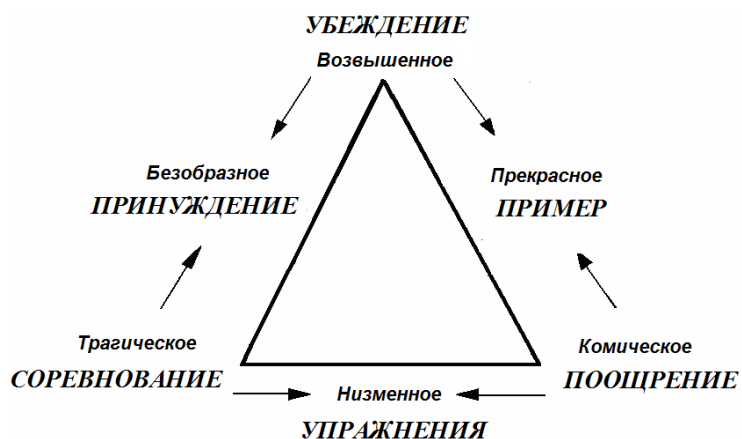 УБЕЖДЕНИЕ
Возвышенное
Безобразное
ПРИНУЖДЕНИЕ
Прекрасное
ПРИМЕР
Трагическое
СОРЕВНОВАНИЕ
Комическое
ПООЩРЕНИЕ
Низменное
УПРАЖНЕНИЯ